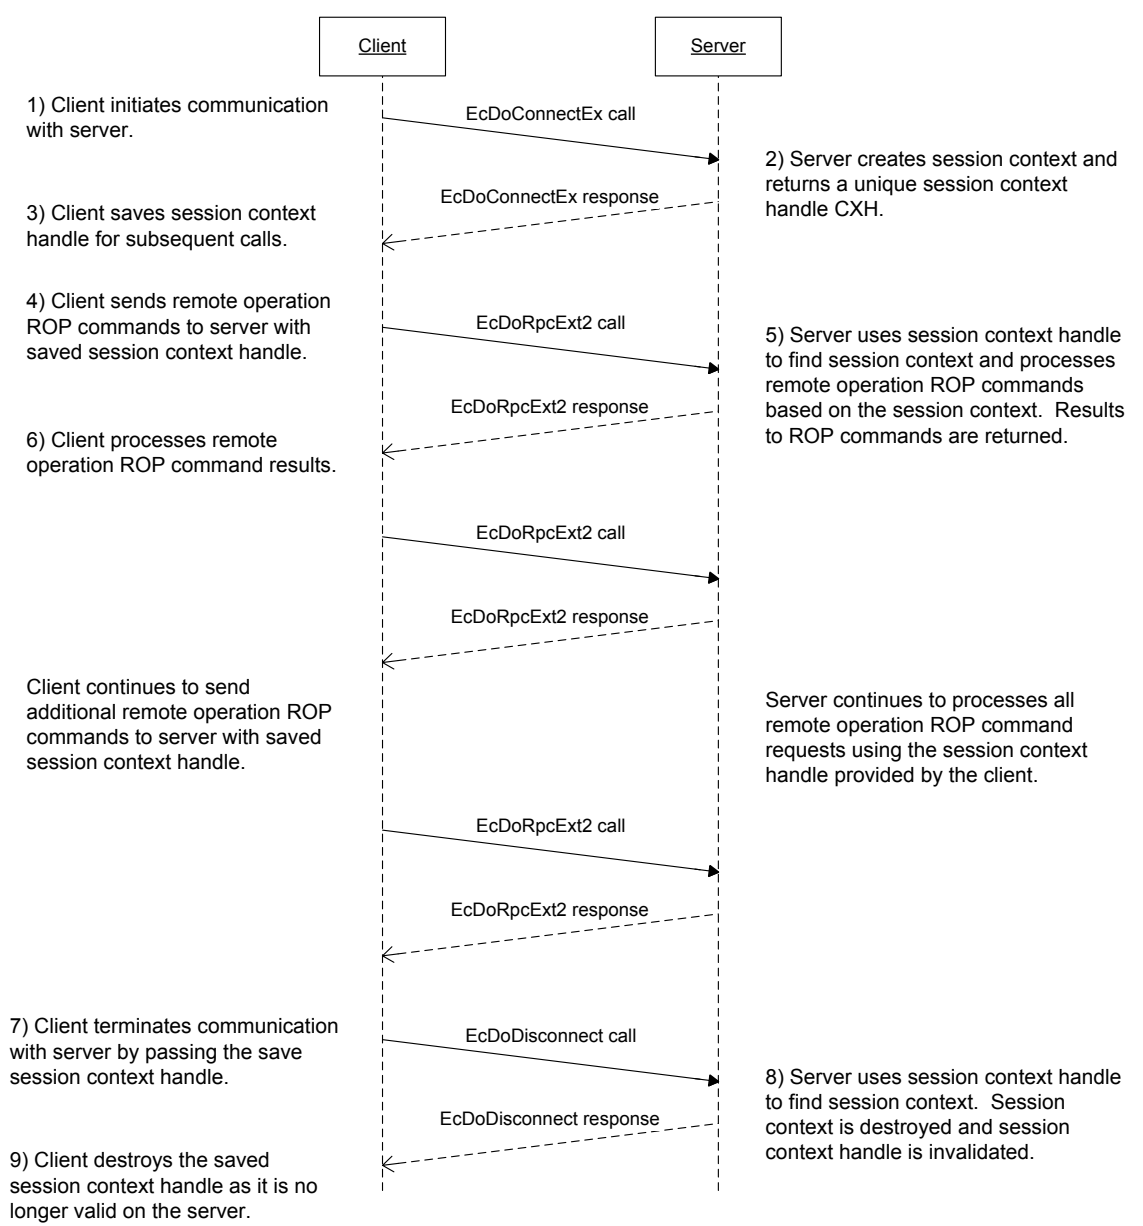 Client
Server
1) Client initiates communication
with server.
EcDoConnectEx call
2) Server creates session context and
returns a unique session context
handle CXH.
EcDoConnectEx response
3) Client saves session context
handle for subsequent calls.
4) Client sends remote operation
ROP commands to server with
saved session context handle.
EcDoRpcExt2 call
5) Server uses session context handle
to find session context and processes
remote operation ROP commands
based on the session context.  Results
to ROP commands are returned.
EcDoRpcExt2 response
6) Client processes remote
operation ROP command results.
EcDoRpcExt2 call
EcDoRpcExt2 response
Client continues to send
additional remote operation ROP
commands to server with saved
session context handle.
Server continues to processes all
remote operation ROP command
requests using the session context
handle provided by the client.
EcDoRpcExt2 call
EcDoRpcExt2 response
7) Client terminates communication
with server by passing the save
session context handle.
EcDoDisconnect call
8) Server uses session context handle
to find session context.  Session
context is destroyed and session
context handle is invalidated.
EcDoDisconnect response
9) Client destroys the saved
session context handle as it is no
longer valid on the server.